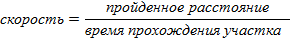 скорость = пройденное расстояние / время прохождения участка